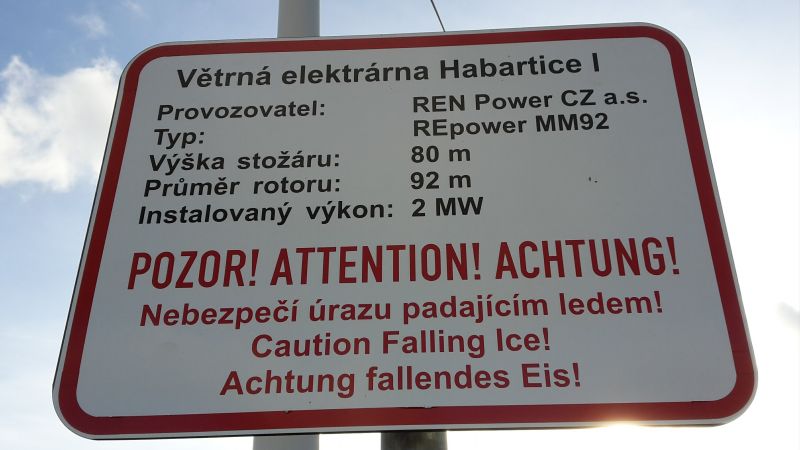 Větrná elektrárna Habartice I
Provozovatel: REN Power CZ a.s.
Typ: REpower MM92
Výška stožáru: 80 m
Průměr rotoru: 92 m
Instalovaný výkon: 2 MW
POZOR! ATTENTION! ACHTUNG!
Nebezpečí úrazu padajícím ledem!
Caution Falling Ice!
Achtung fallendes Eis!